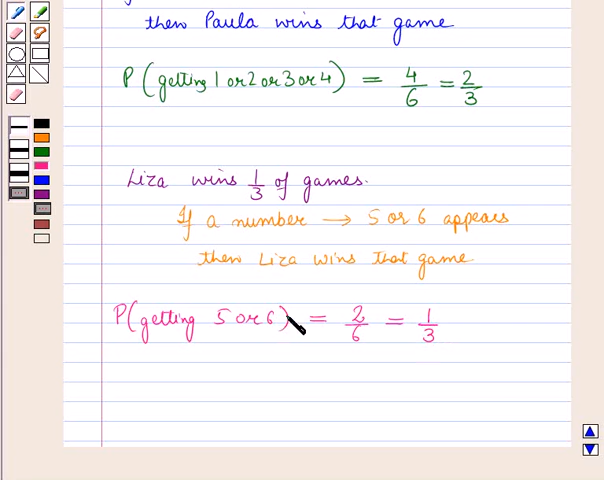 then Paula wins that game
P (getting 1 or 2 or 3 or 4) = 4/6 = 2/3
Liza wins 1/3 of games.
If a number → 5 or 6 appears
then Liza wins that game
P(getting 5 or 6) = 2/6 = 1/3